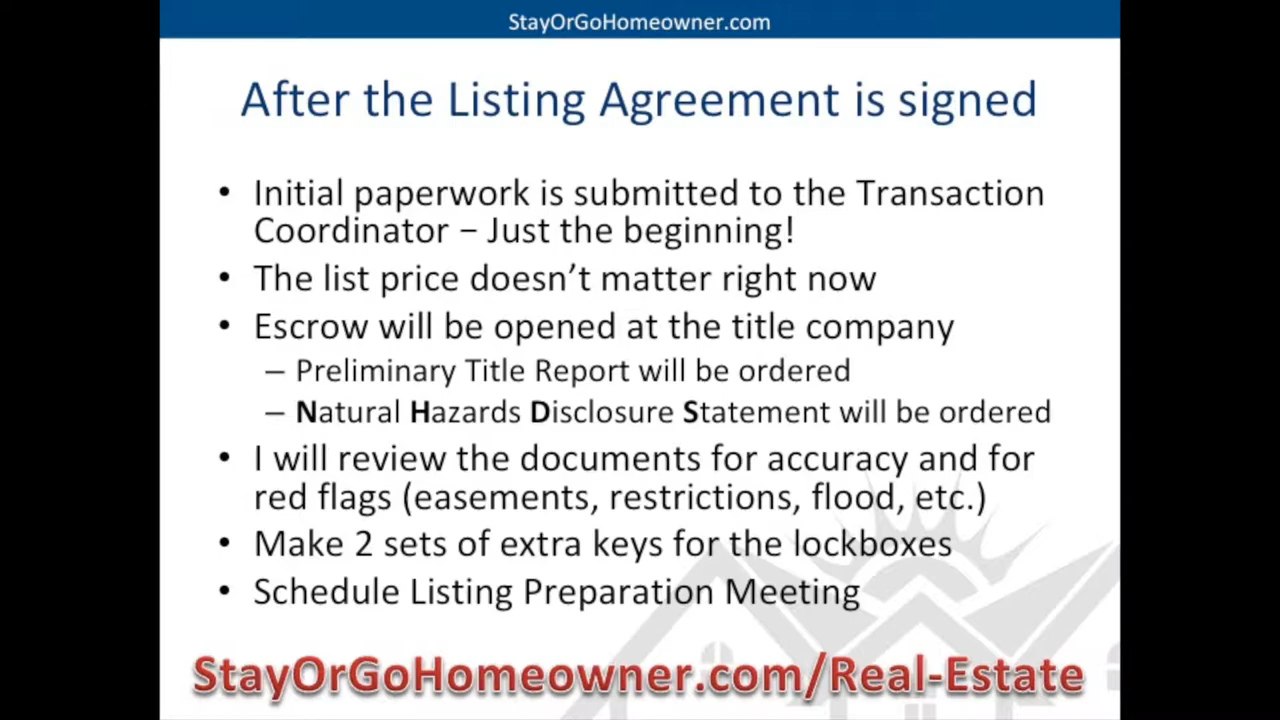 StayOrGoHomeowner.com
After the Listing Agreement is signed
• Initial paperwork is submitted to the Transaction
Coordinator – Just the beginning!
• The list price doesn’t matter right now
• Escrow will be opened at the title company
– Preliminary Title Report will be ordered
– Natural Hazards Disclosure Statement will be ordered
• I will review the documents for accuracy and for
red flags (easements, restrictions, flood, etc.)
• Make 2 sets of extra keys for the lockboxes
• Schedule Listing Preparation Meeting
StayOrGoHomeowner.com/Real-Estate